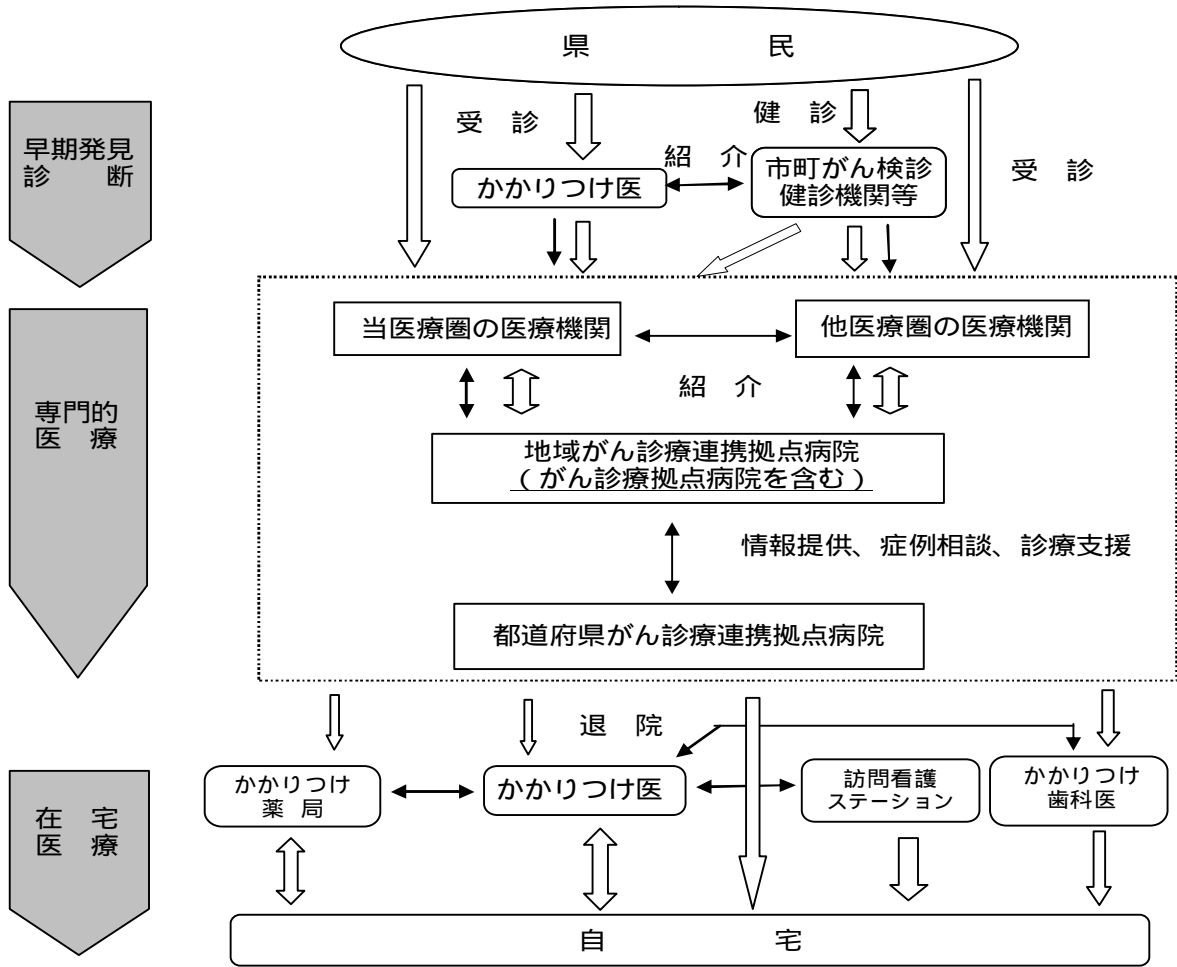 県　　民
受　診
健　診
早期発見
診　　断
紹　介
かかりつけ医
市町がん検診
健診機関等
受　診
当医療圏の医療機関
他医療圏の医療機関
紹　介
専門的
医　療
地域がん診療連携拠点病院
（がん診療拠点病院を含む）
情報提供、症例相談、診療支援
都道府県がん診療連携拠点病院
退　院
在　宅
医　療
かかりつけ
薬　局
かかりつけ医
訪問看護
ステーション
かかりつけ
歯科医
自　　宅